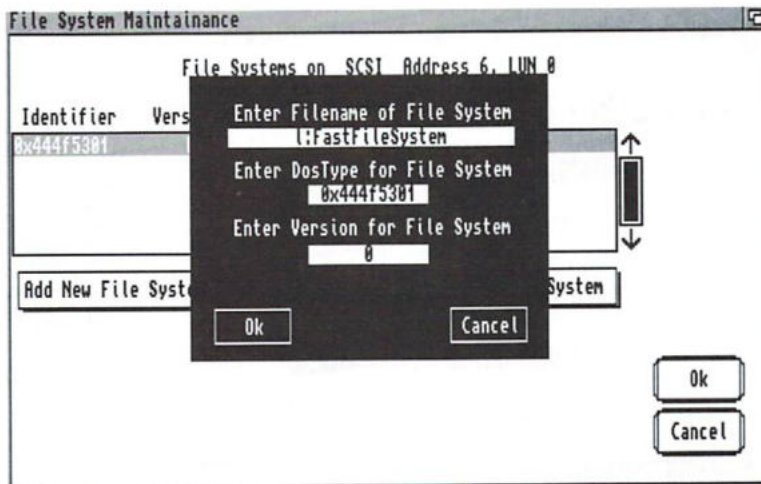 File System Maintainance
File Systems on SCSI Address 6, LUN 0
Identifier Vers
0x444f5301
Enter Filename of File System
l:FastFileSystem
Enter DosType for File System
0x444f5301
Enter Version for File System
0
Ok Cancel
Add New File Syst System
Ok
Cancel